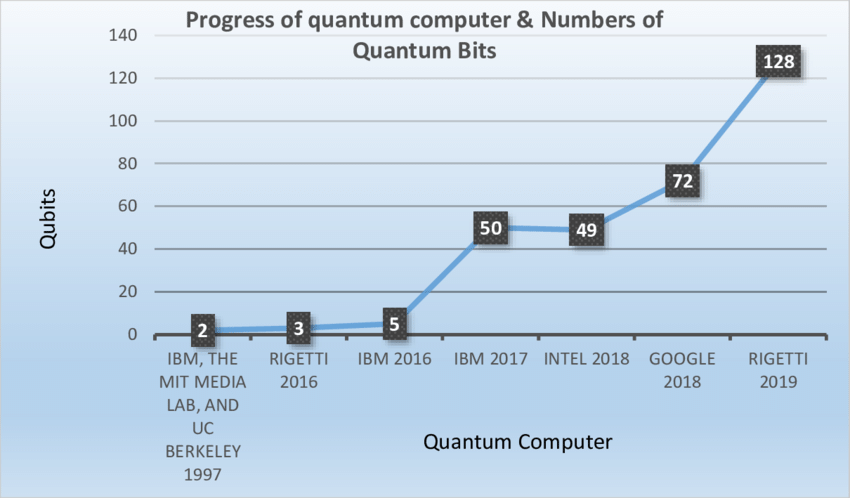 Progress of quantum computer & Numbers of
Quantum Bits
140
120
100
80
60
40
20
0
Qubits
2
3
5
50
49
72
128
IBM, THE
MIT MEDIA
LAB, AND
UC
BERKELEY
1997
RIGETTI
2016
IBM 2016
IBM 2017
INTEL 2018
GOOGLE
2018
RIGETTI
2019
Quantum Computer